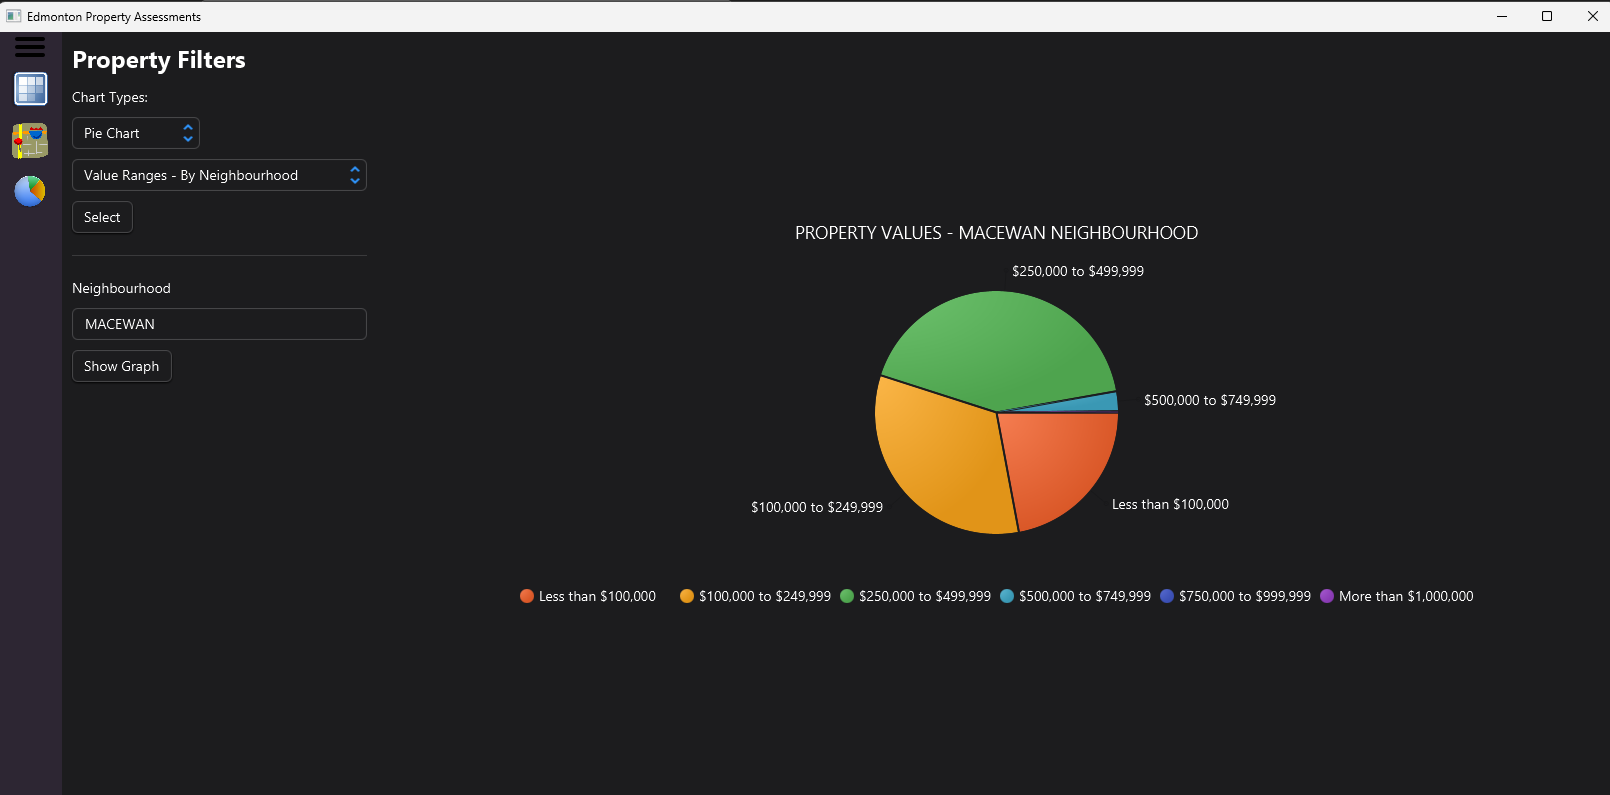 Edmonton Property Assessments
Property Filters
Chart Types:
Pie Chart
Value Ranges - By Neighbourhood
Select
Neighbourhood
MACEWAN
Show Graph
PROPERTY VALUES - MACEWAN NEIGHBOURHOOD
$250,000 to $499,999
$500,000 to $749,999
Less than $100,000
$100,000 to $249,999
Less than $100,000 $100,000 to $249,999 $250,000 to $499,999 $500,000 to $749,999 $750,000 to $999,999 More than $1,000,000